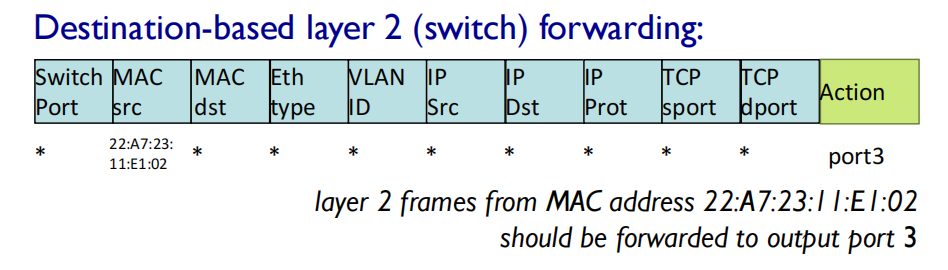 Destination-based layer 2 (switch) forwarding:
Switch Port MAC src MAC dst Eth type VLAN ID IP Src IP Dst IP Prot TCP sport TCP dport Action
* 22:A7:23:11:E1:02 * * * * * * * * port3
layer 2 frames from MAC address 22:A7:23:11:E1:02
should be forwarded to output port 3